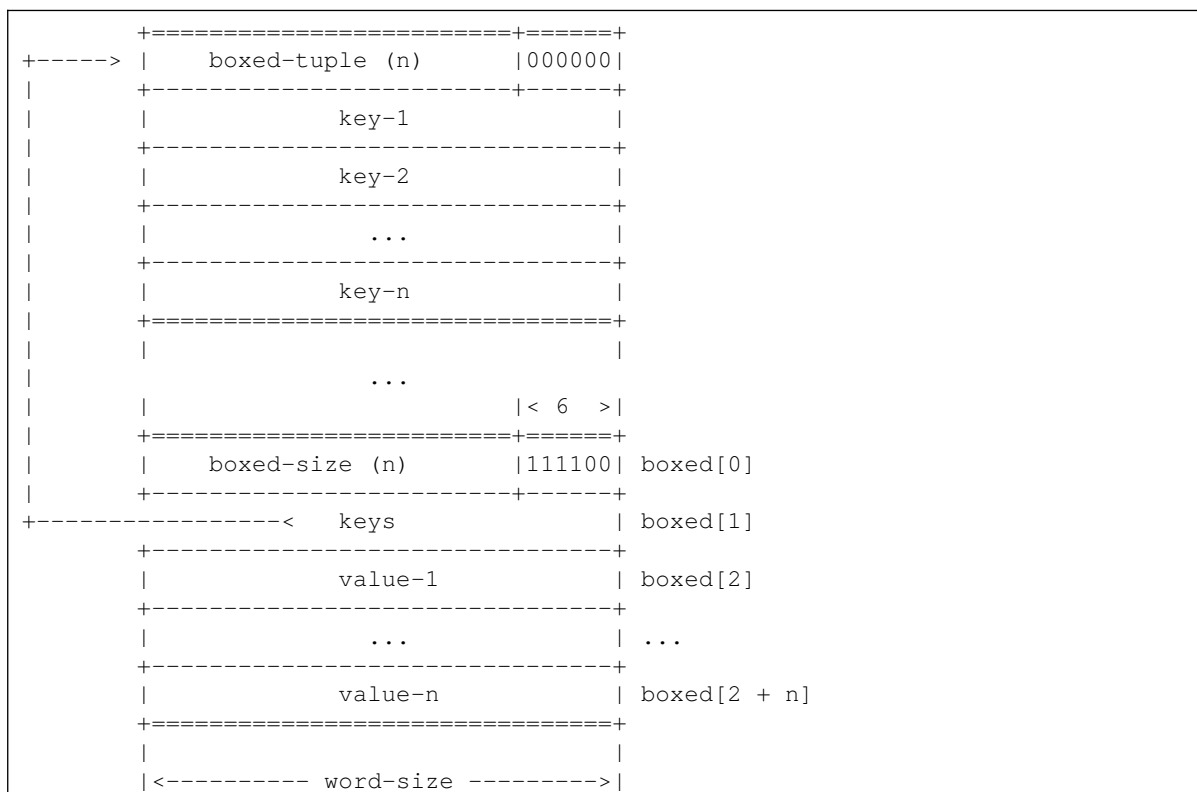 +=========================+======+
+-----> |    boxed-tuple (n)      |000000|
|       +-------------------------+------+
|       |             key-1              |
|       +--------------------------------+
|       |             key-2              |
|       +--------------------------------+
|       |               ...              |
|       +--------------------------------+
|       |             key-n              |
|       +================================+
|       |                                |
|                       ...
|       |                         |< 6  >|
|       +=========================+======+
|       |    boxed-size (n)       |111100| boxed[0]
|       +-------------------------+------+
+-----------------<   keys               | boxed[1]
        +--------------------------------+
        |             value-1            | boxed[2]
        +--------------------------------+
        |               ...              | ...
        +--------------------------------+
        |             value-n            | boxed[2 + n]
        +================================+
        |                                |
        |<---------- word-size --------->|